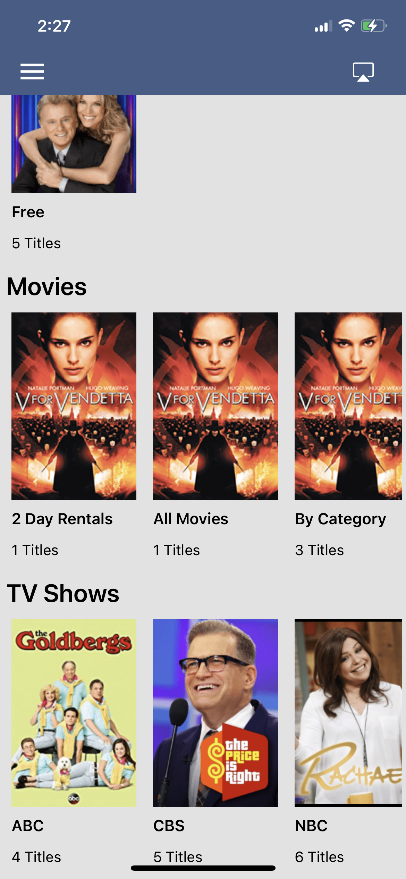 2:27
Free
5 Titles
Movies
NATALIE PORTMAN HUGO WEAVING
V FOR VENDETTA
NATALIE PORTMAN HUGO WEAVING
V FOR VENDETTA
NATALIE PORTMAN HUGO WEAV
V FOR VENDET
2 Day Rentals
All Movies
By Category
1 Titles
1 Titles
3 Titles
TV Shows
the
Goldbergs
abc
the
PRICE
is
Right
RACHAE
ABC
CBS
NBC
4 Titles
5 Titles
6 Titles